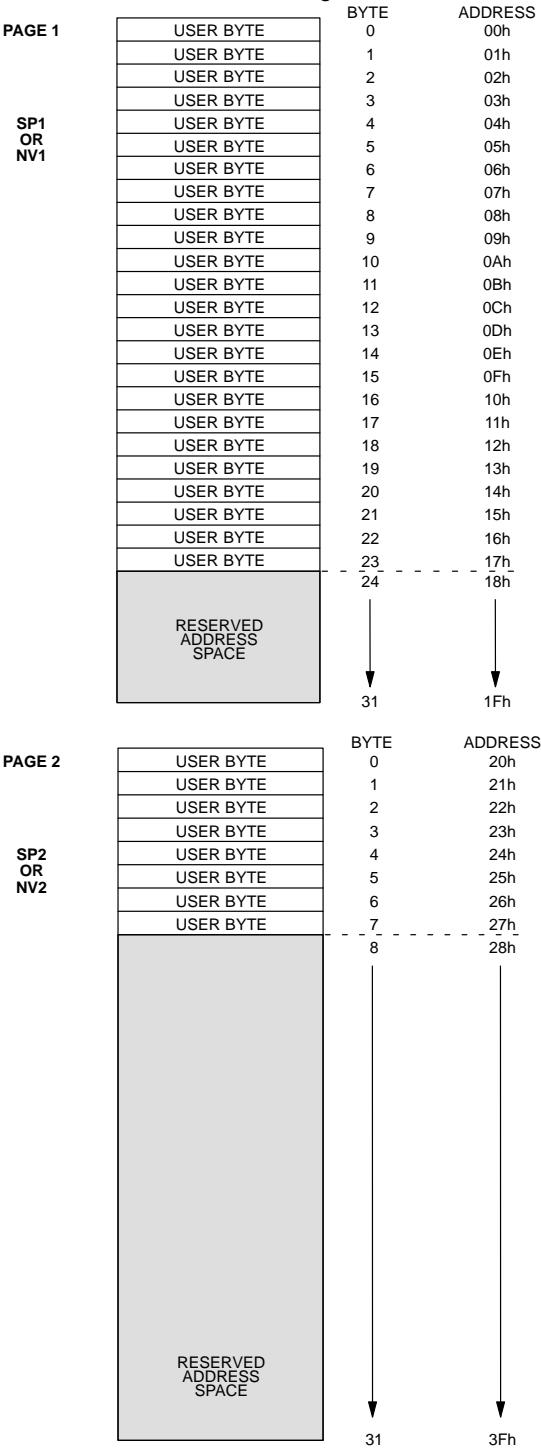 BYTE ADDRESS
PAGE 1 USER BYTE 0 00h
USER BYTE 1 01h
USER BYTE 2 02h
USER BYTE 3 03h
SP1 USER BYTE 4 04h
OR
NV1 USER BYTE 5 05h
USER BYTE 6 06h
USER BYTE 7 07h
USER BYTE 8 08h
USER BYTE 9 09h
USER BYTE 10 0Ah
USER BYTE 11 0Bh
USER BYTE 12 0Ch
USER BYTE 13 0Dh
USER BYTE 14 0Eh
USER BYTE 15 0Fh
USER BYTE 16 10h
USER BYTE 17 11h
USER BYTE 18 12h
USER BYTE 19 13h
USER BYTE 20 14h
USER BYTE 21 15h
USER BYTE 22 16h
USER BYTE 23 17h
24 18h
RESERVED
ADDRESS
SPACE
31 1Fh
BYTE ADDRESS
PAGE 2 USER BYTE 0 20h
USER BYTE 1 21h
USER BYTE 2 22h
USER BYTE 3 23h
SP2 USER BYTE 4 24h
OR
NV2 USER BYTE 5 25h
USER BYTE 6 26h
USER BYTE 7 27h
8 28h
RESERVED
ADDRESS
SPACE
31 3Fh